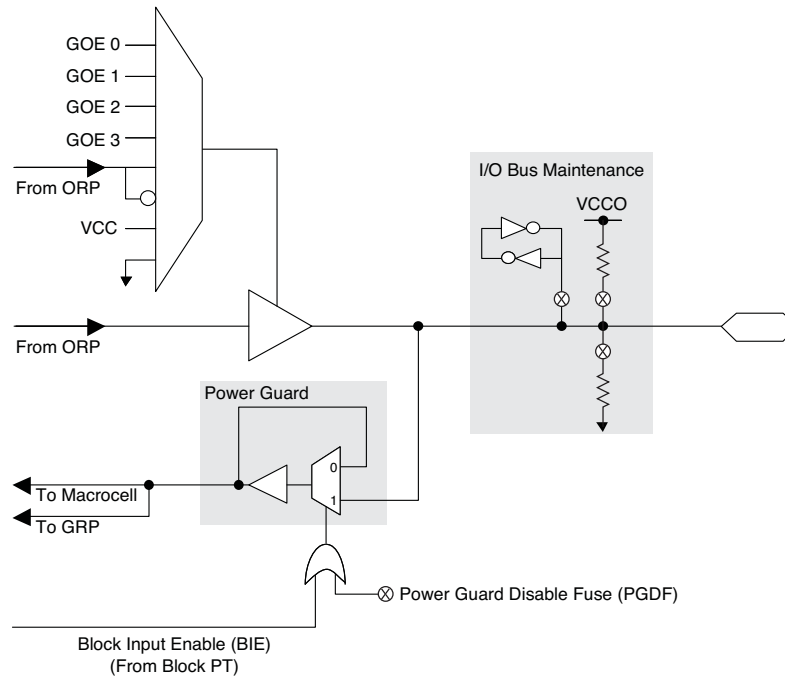 GOE 0
GOE 1
GOE 2
GOE 3
From ORP
VCC
I/O Bus Maintenance
VCCO
From ORP
Power Guard
0
1
To Macrocell
To GRP
Power Guard Disable Fuse (PGDF)
Block Input Enable (BIE)
(From Block PT)